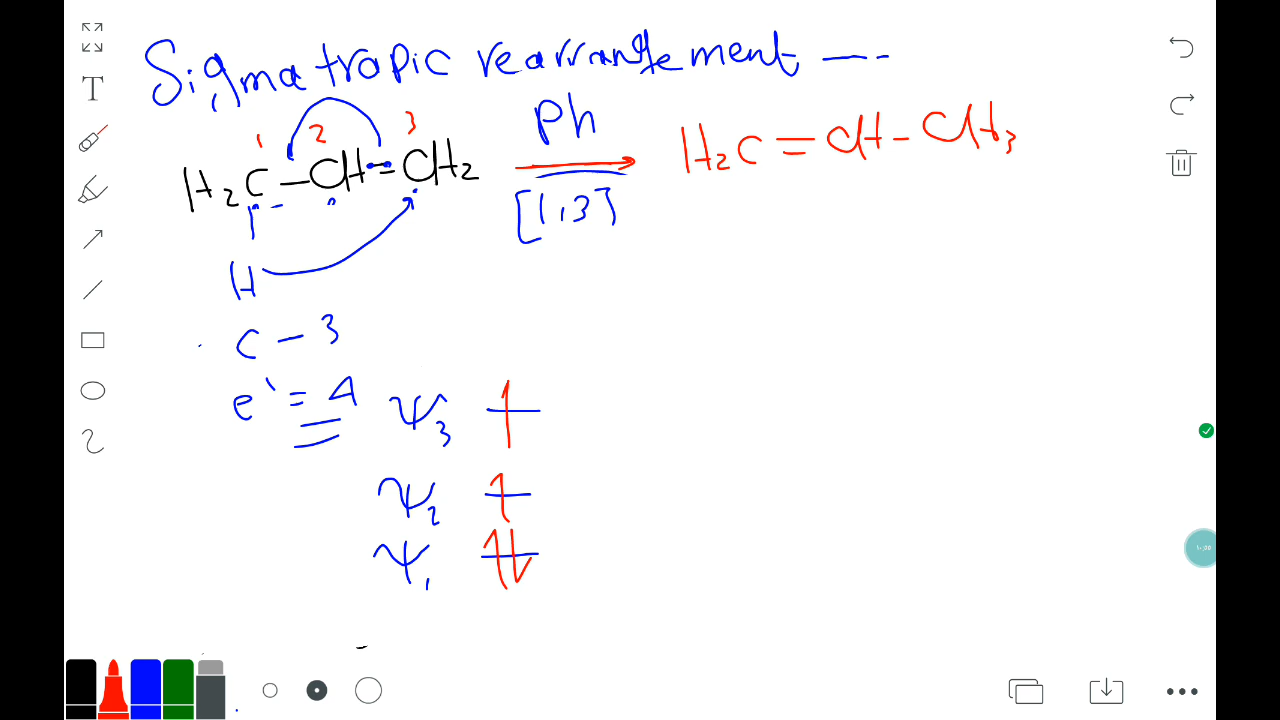 Sigmatropic rearrangement ---
1 2 3
H2C-CH=CH2
H
Ph
[1,3]
H2C=CH-CH3
C-3
e' = 4
ψ3
ψ2
ψ1
T